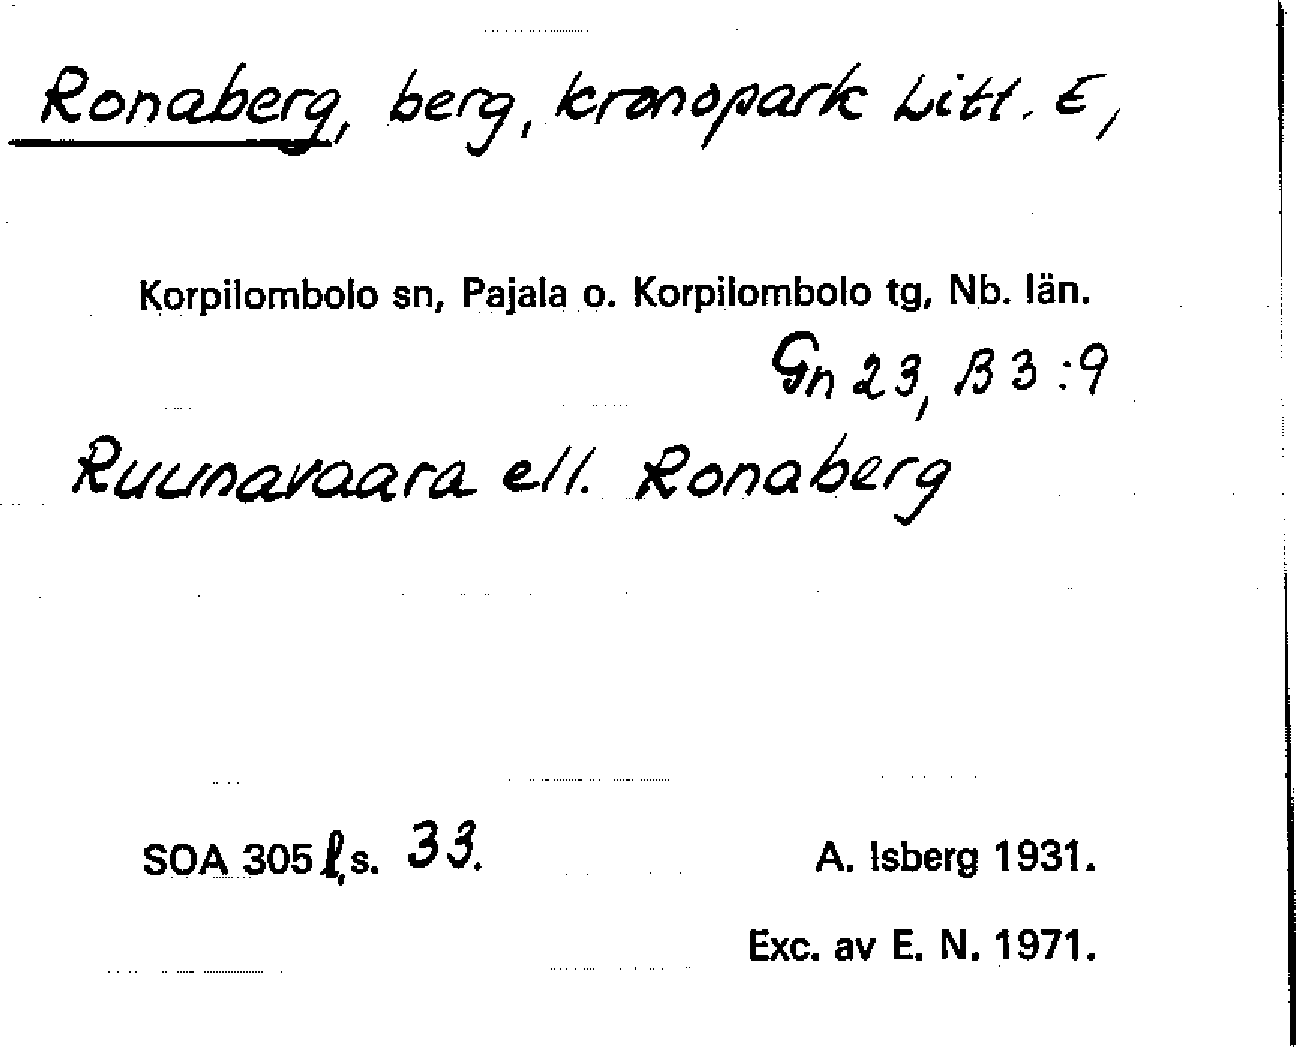 Ronaberg, berg, kronopark Litt. E,
Korpilombolo sn, Pajala o. Korpilombolo tg, Nb. län.
Gn 23, B 3:9
Ruunavaara ell. Ronaberg
SOA 305 l, s. 33. A. Isberg 1931.
Exc. av E. N. 1971.